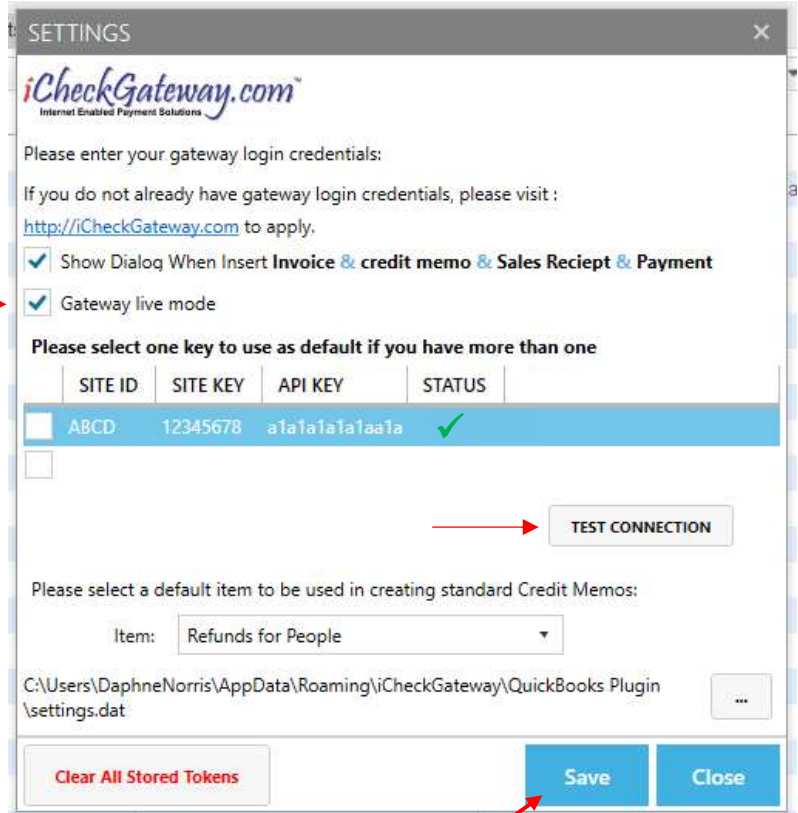 SETTINGS
iCheckGateway.com™
Internet Enabled Payment Solutions
Please enter your gateway login credentials:
If you do not already have gateway login credentials, please visit :
http://iCheckGateway.com to apply.
Show Dialog When Insert Invoice & credit memo & Sales Reciept & Payment
Gateway live mode
Please select one key to use as default if you have more than one
SITE ID SITE KEY API KEY STATUS
ABCD 12345678 a1a1a1a1a1aa1a
TEST CONNECTION
Please select a default item to be used in creating standard Credit Memos:
Item: Refunds for People
C:\Users\DaphneNorris\AppData\Roaming\iCheckGateway\QuickBooks Plugin
\settings.dat
...
Clear All Stored Tokens Save Close